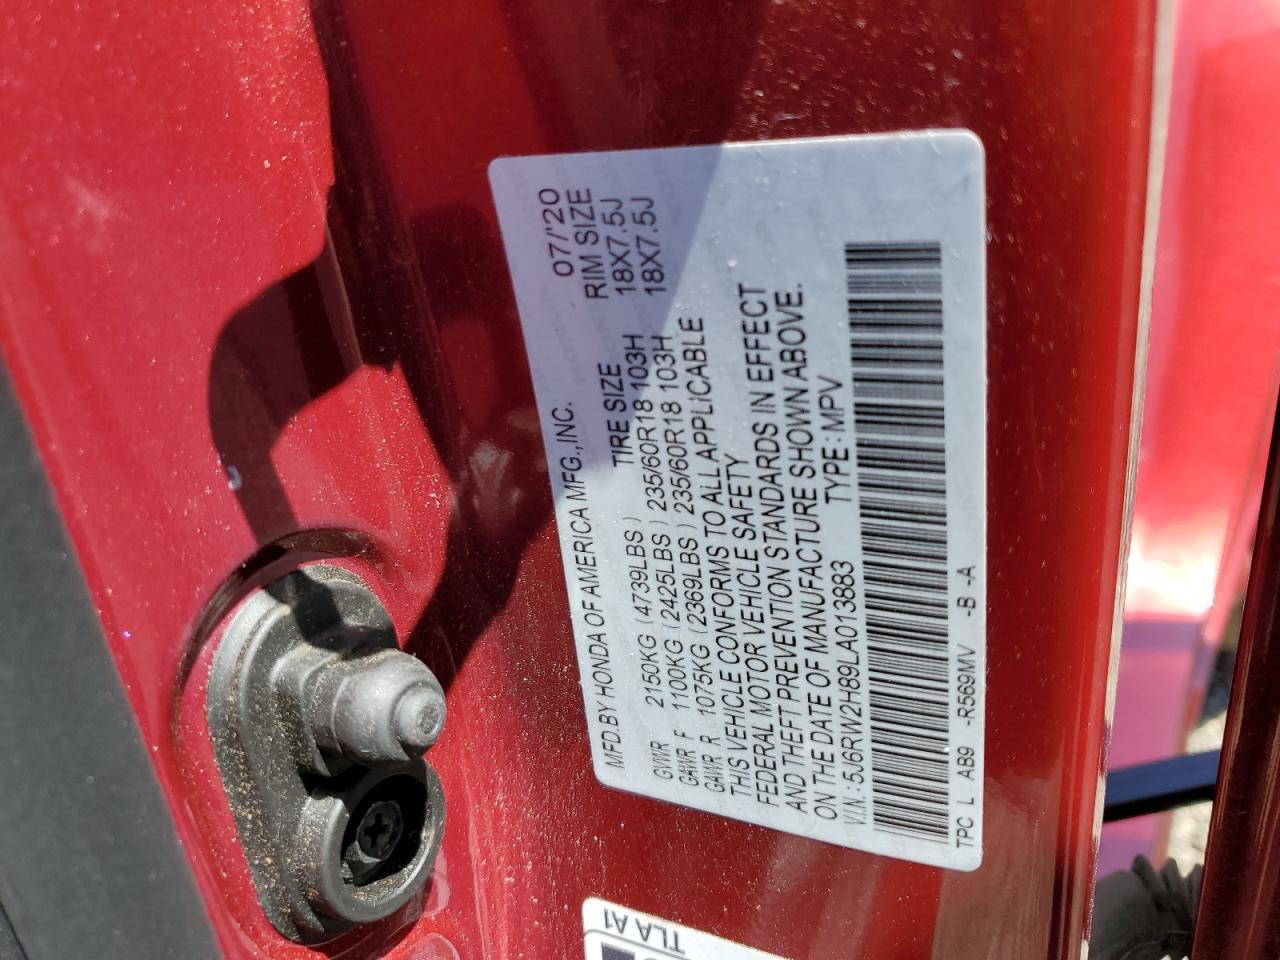 MFD.BY HONDA OF AMERICA MFG.,INC. 07/'20
TIRE SIZE RIM SIZE
GVWR 2150KG (4739LBS)
GAWR F 1100KG (2425LBS) 235/60R18 103H 18X7.5J
GAWR R 1075KG (2369LBS) 235/60R18 103H 18X7.5J
THIS VEHICLE CONFORMS TO ALL APPLICABLE
FEDERAL MOTOR VEHICLE SAFETY
AND THEFT PREVENTION STANDARDS IN EFFECT
ON THE DATE OF MANUFACTURE SHOWN ABOVE.
V.I.N.:5J6RW2H89LA013883 TYPE:MPV
TPC L AB9 -R569MV -B -A
TLA A1